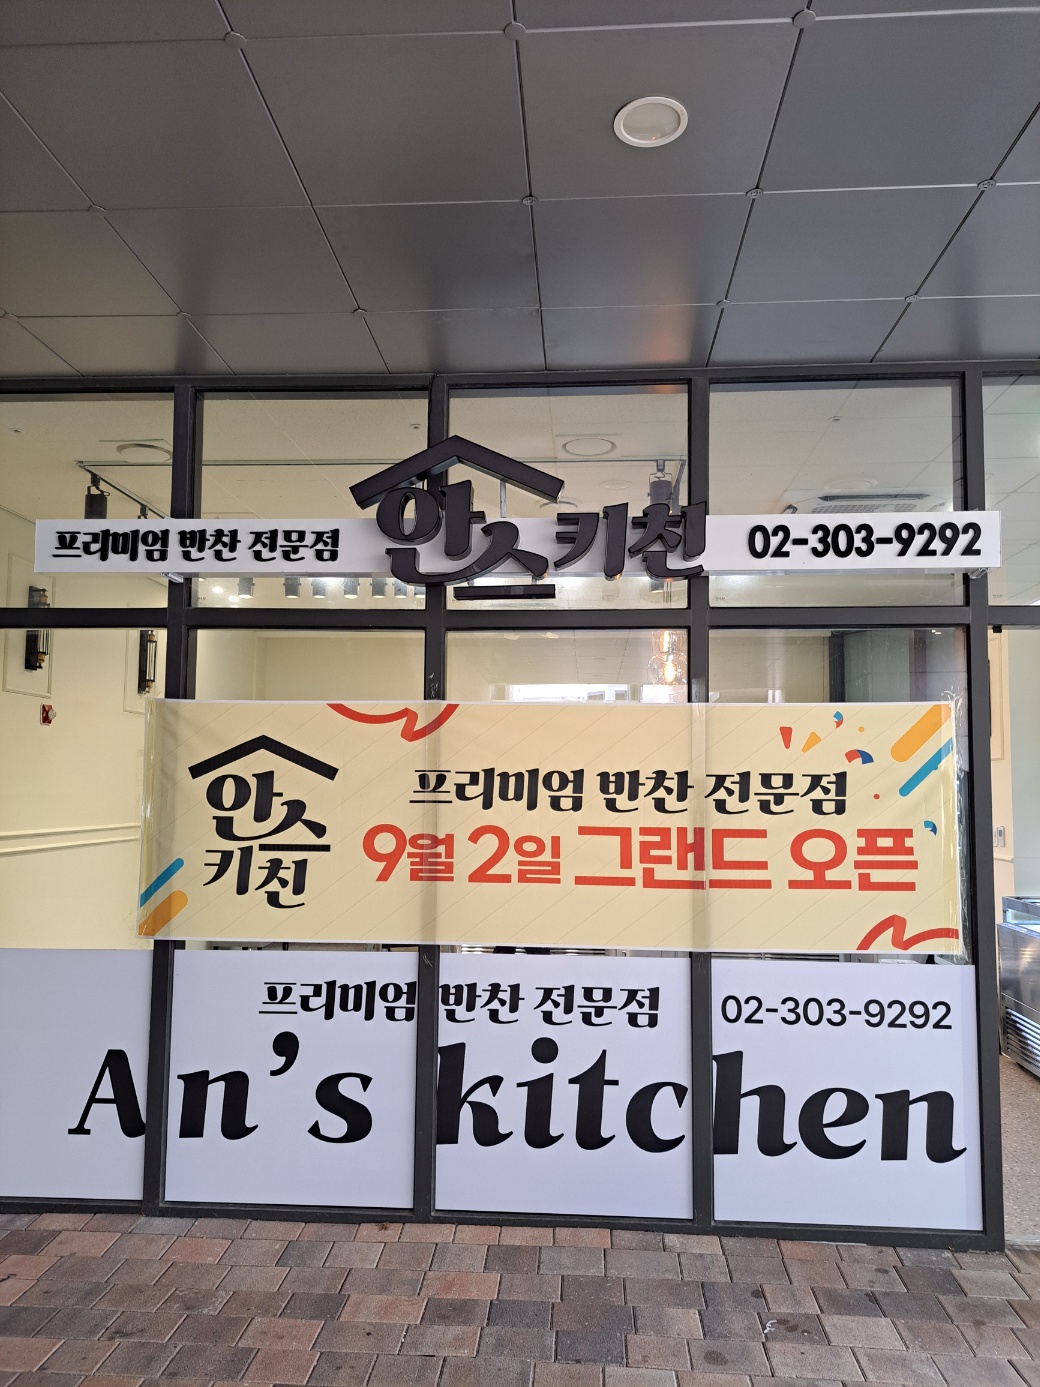 프리미엄 반찬 전문점
안스키친
02-303-9292
안스
키친
프리미엄 반찬 전문점
9월 2일 그랜드 오픈
프리미엄 반찬 전문점
02-303-9292
An's kitchen